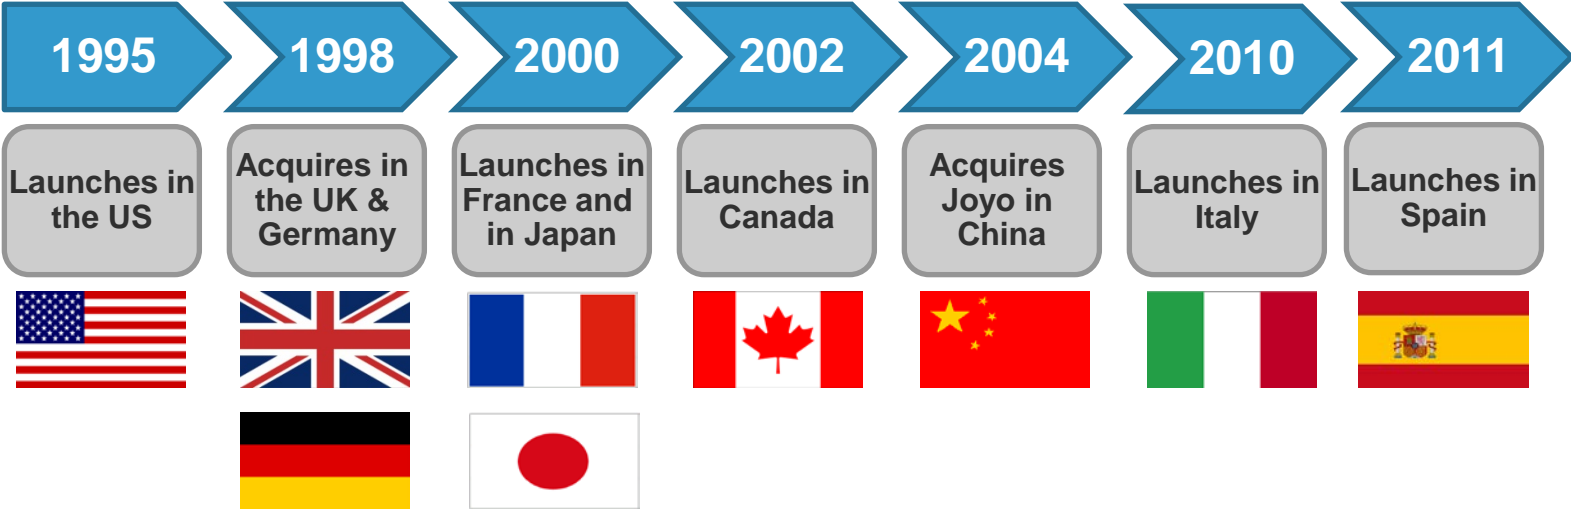 1995
1998
2000
2002
2004
2010
2011
Launches in
the US
Acquires in
the UK &
Germany
Launches in
France and
in Japan
Launches in
Canada
Acquires
Joyo in
China
Launches in
Italy
Launches in
Spain